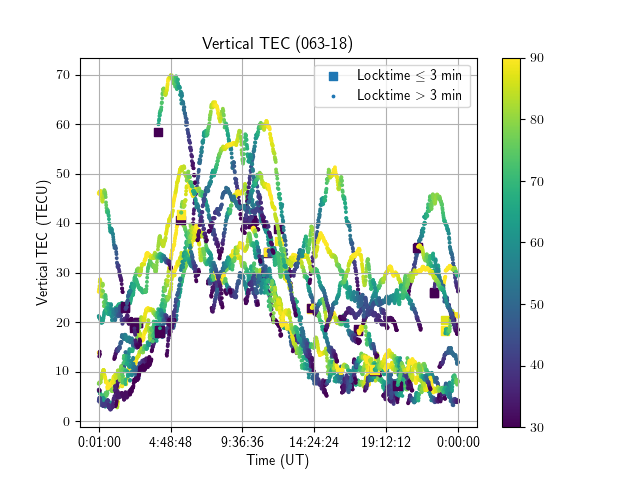 Vertical TEC (063-18)
Locktime ≤ 3 min
Locktime > 3 min
Vertical TEC (TECU)
70
60
50
40
30
20
10
0
0:01:00 4:48:48 9:36:36 14:24:24 19:12:12 0:00:00
Time (UT)
90
80
70
60
50
40
30